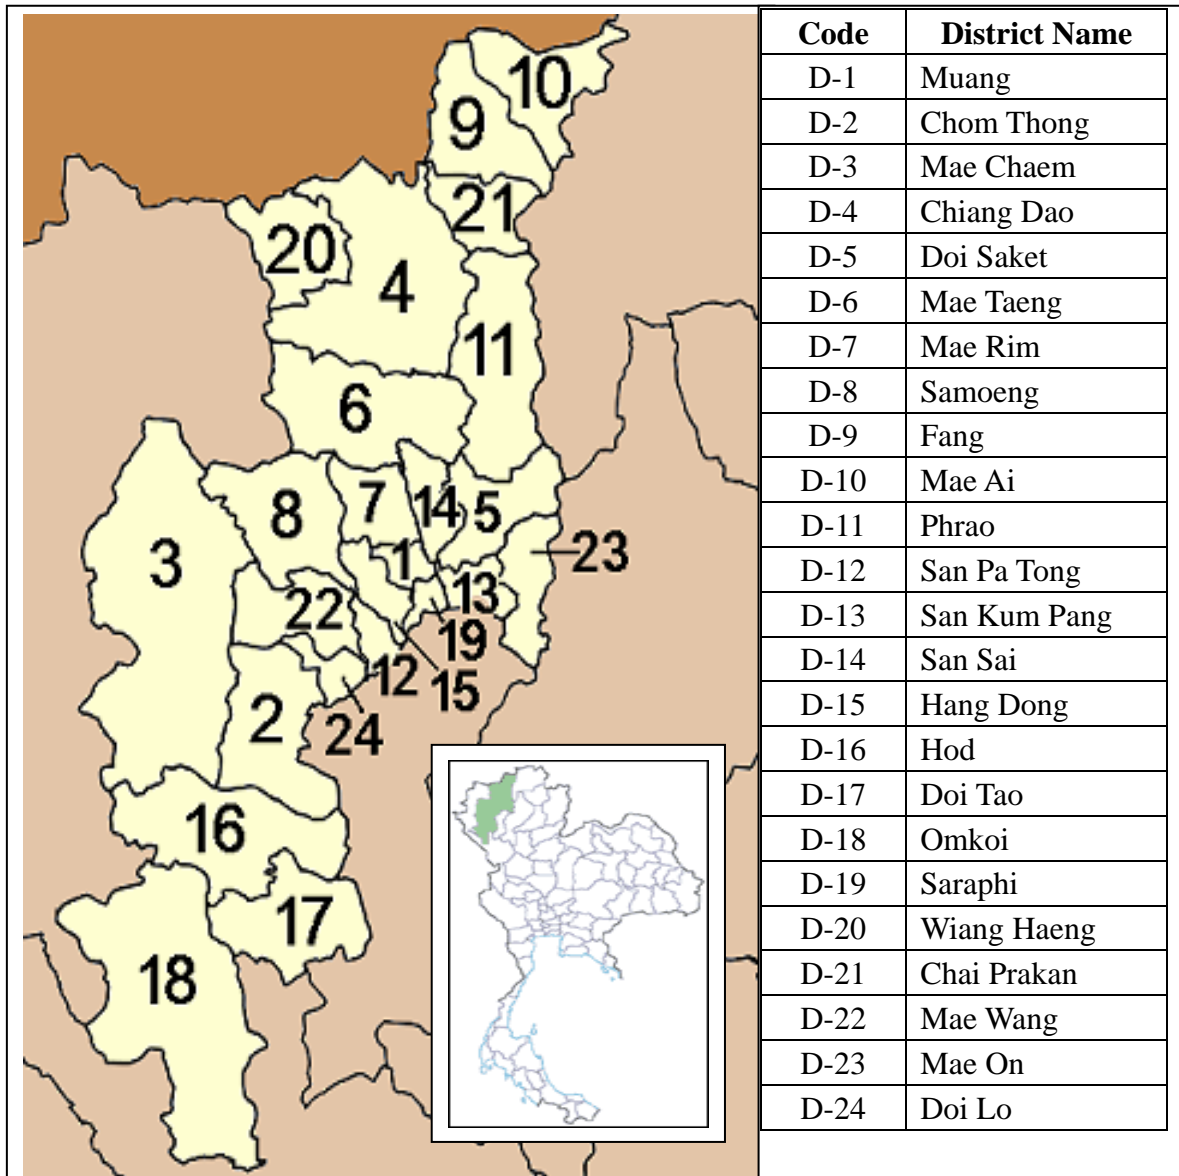 10
9
21
20
4
11
6
7
14
5
8
3
1
23
13
22
19
12
15
2
24
16
17
18
Code District Name
D-1 Muang
D-2 Chom Thong
D-3 Mae Chaem
D-4 Chiang Dao
D-5 Doi Saket
D-6 Mae Taeng
D-7 Mae Rim
D-8 Samoeng
D-9 Fang
D-10 Mae Ai
D-11 Phrao
D-12 San Pa Tong
D-13 San Kum Pang
D-14 San Sai
D-15 Hang Dong
D-16 Hod
D-17 Doi Tao
D-18 Omkoi
D-19 Saraphi
D-20 Wiang Haeng
D-21 Chai Prakan
D-22 Mae Wang
D-23 Mae On
D-24 Doi Lo